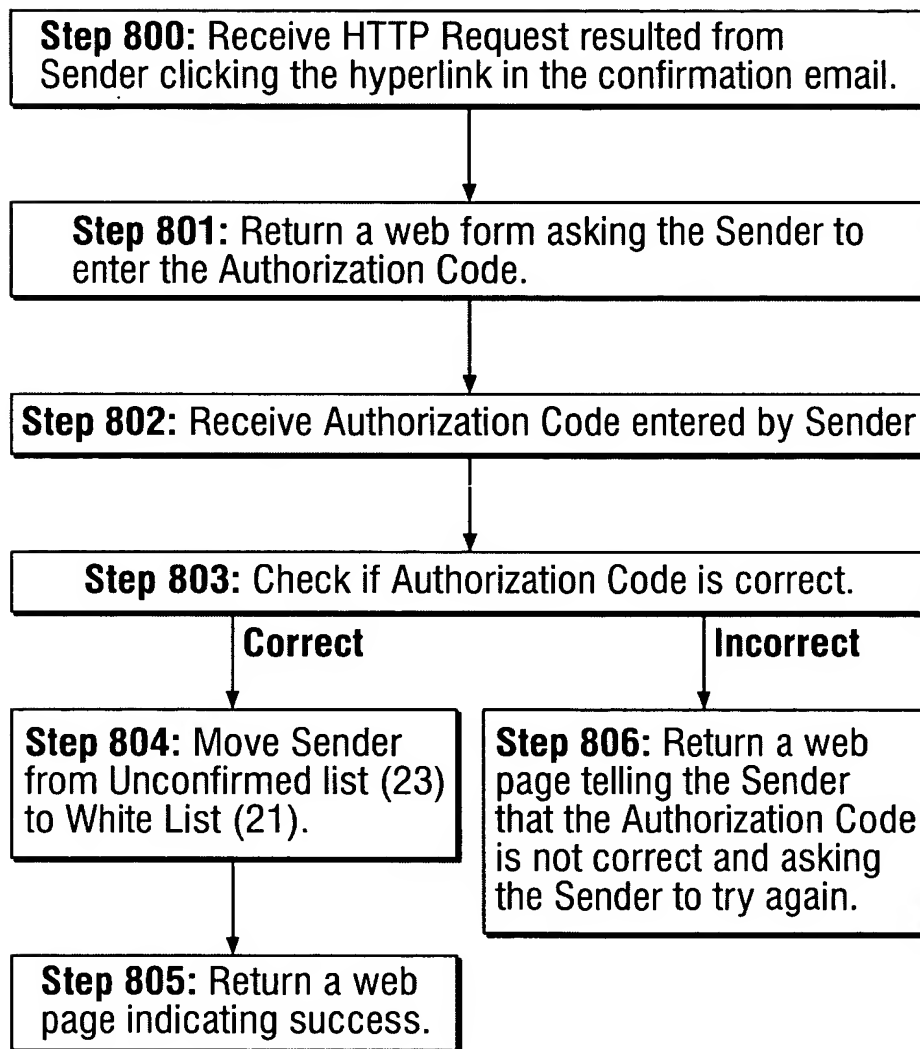 Step 800: Receive HTTP Request resulted from
Sender clicking the hyperlink in the confirmation email.
Step 801: Return a web form asking the Sender to
enter the Authorization Code.
Step 802: Receive Authorization Code entered by Sender
Step 803: Check if Authorization Code is correct.
Correct
Incorrect
Step 804: Move Sender
from Unconfirmed list (23)
to White List (21).
Step 806: Return a web
page telling the Sender
that the Authorization Code
is not correct and asking
the Sender to try again.
Step 805: Return a web
page indicating success.